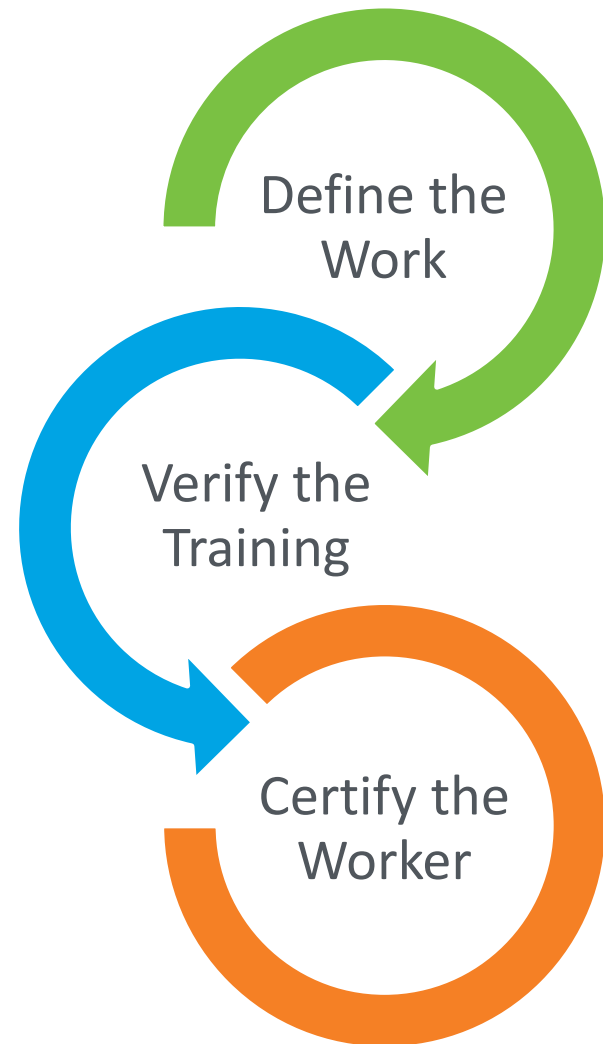 Define the
Work
Verify the
Training
Certify the
Worker